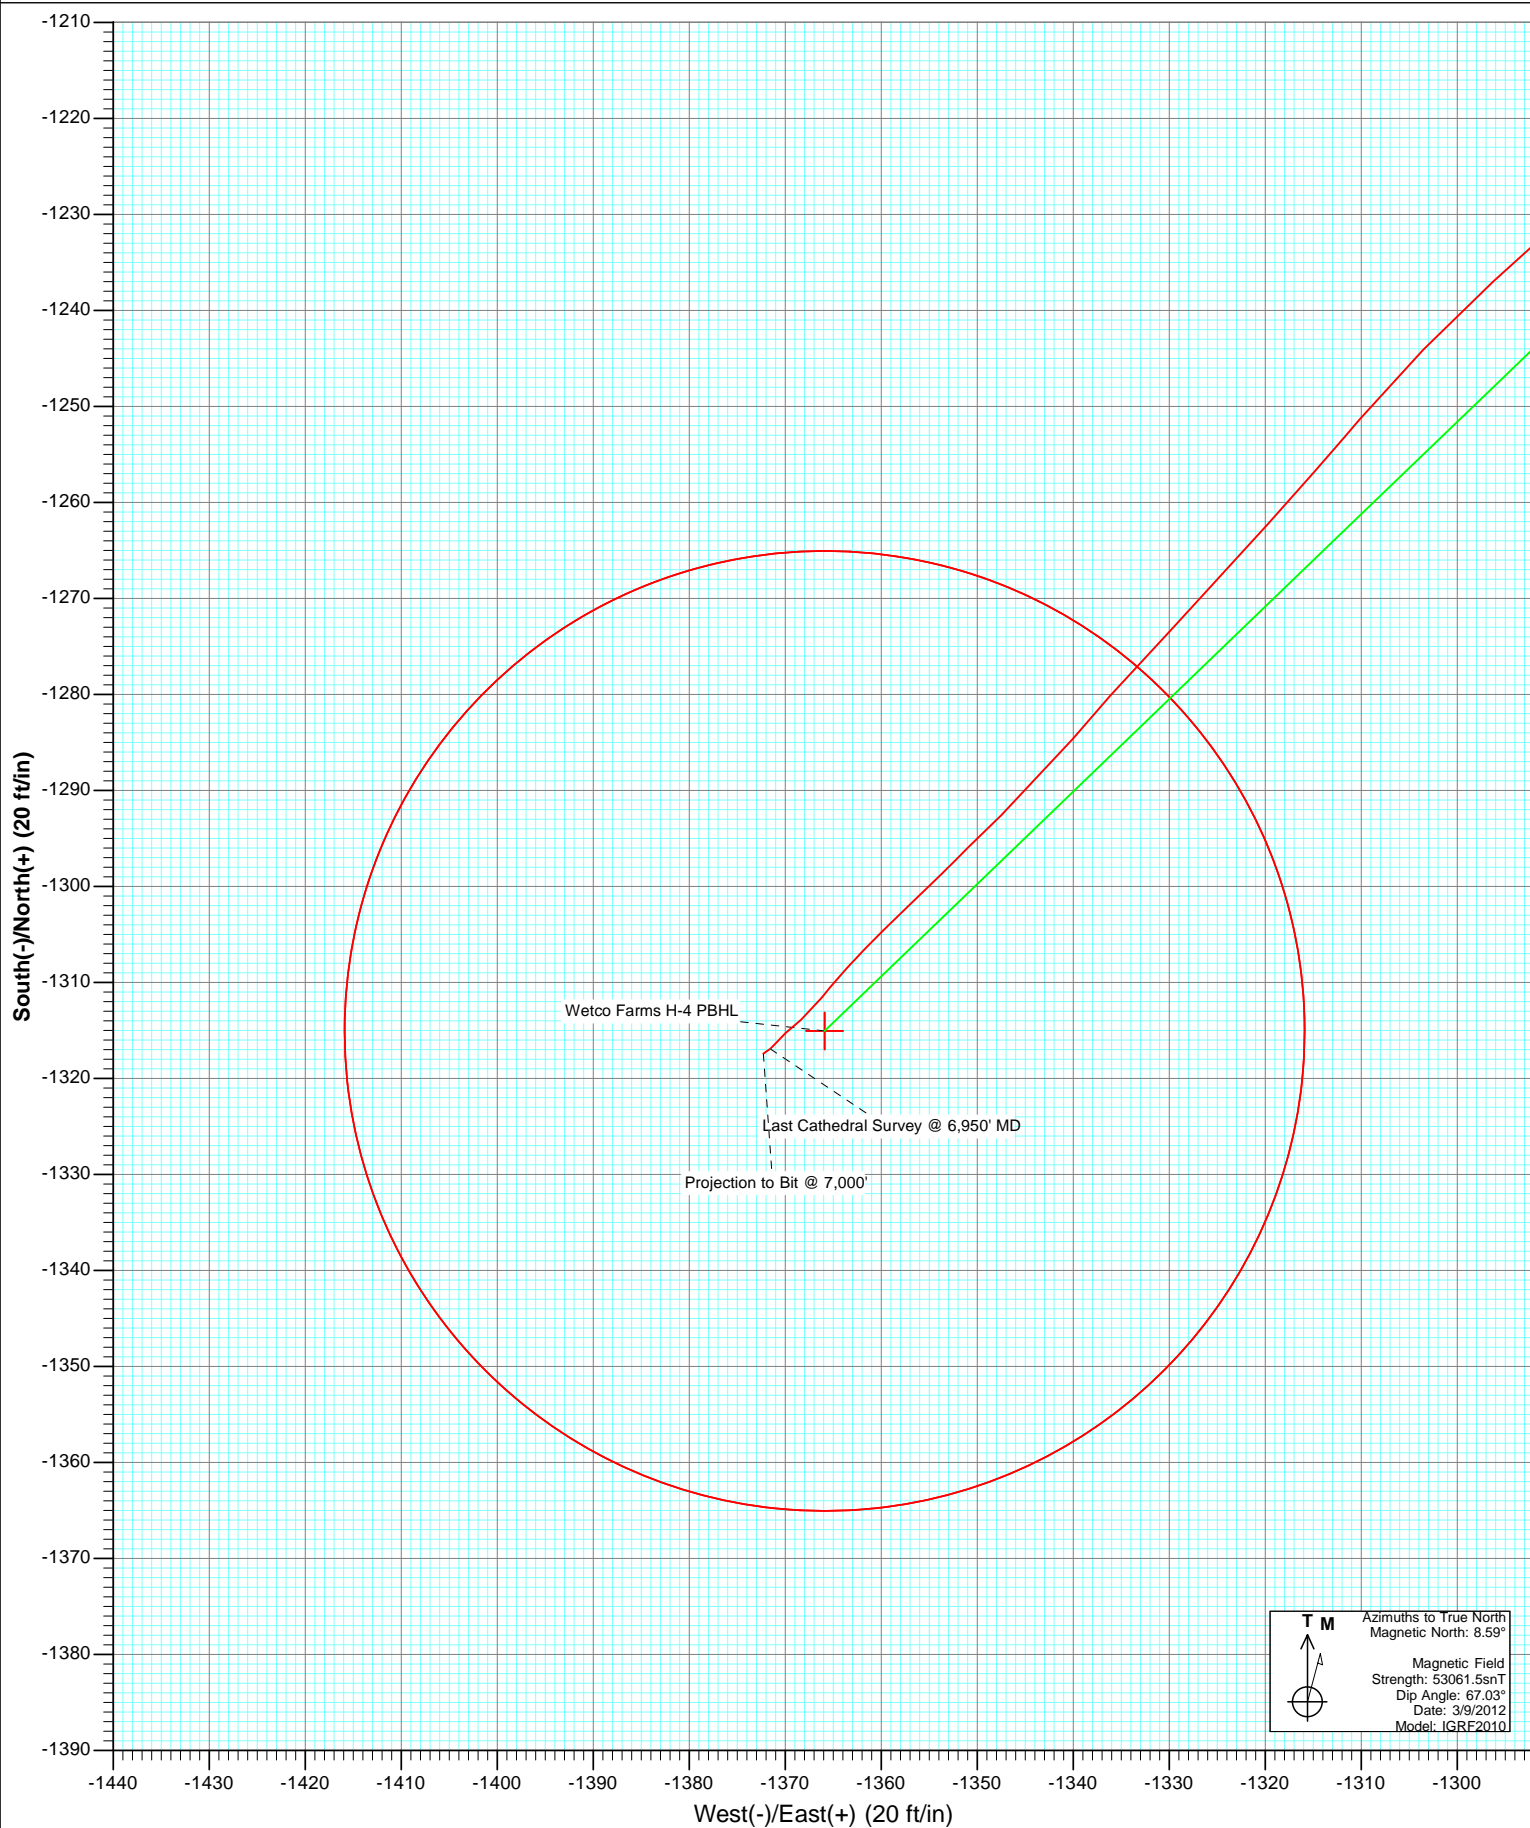 -1210
-1220
-1230
-1240
-1250
-1260
-1270
-1280
-1290
-1300
-1310
-1320
-1330
-1340
-1350
-1360
-1370
-1380
-1390
South(-)/North(+) (20 ft/in)
Wetco Farms H-4 PBHL
Last Cathedral Survey @ 6,950' MD
Projection to Bit @ 7,000'
T M
Azimuths to True North
Magnetic North: 8.59°
Magnetic Field
Strength: 53061.5snT
Dip Angle: 67.03°
Date: 3/9/2012
Model: IGRF2010
-1440 -1430 -1420 -1410 -1400 -1390 -1380 -1370 -1360 -1350 -1340 -1330 -1320 -1310 -1300
West(-)/East(+) (20 ft/in)